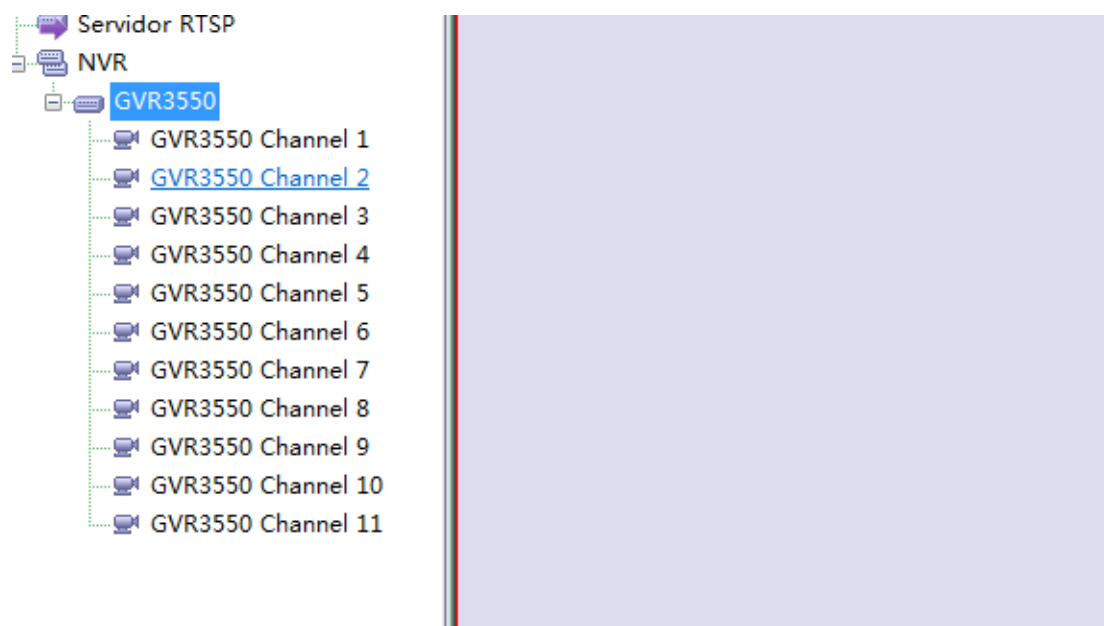 Servidor RTSP
NVR
GVR3550
GVR3550 Channel 1
GVR3550 Channel 2
GVR3550 Channel 3
GVR3550 Channel 4
GVR3550 Channel 5
GVR3550 Channel 6
GVR3550 Channel 7
GVR3550 Channel 8
GVR3550 Channel 9
GVR3550 Channel 10
GVR3550 Channel 11